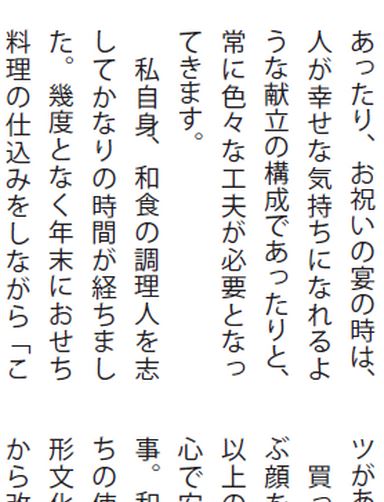 あったり、お祝いの宴の時は、
人が幸せな気持ちになれるよ
うな献立の構成であったりと、
常に色々な工夫が必要となっ
てきます。
私自身、和食の調理人を志
してかなりの時間が経ちまし
た。幾度となく年末におせち
料理の仕込みをしながら「こ
ツがあ
買っ
ぶ顔を
以上の
心で安
事。和
ちの使
形文化
から改